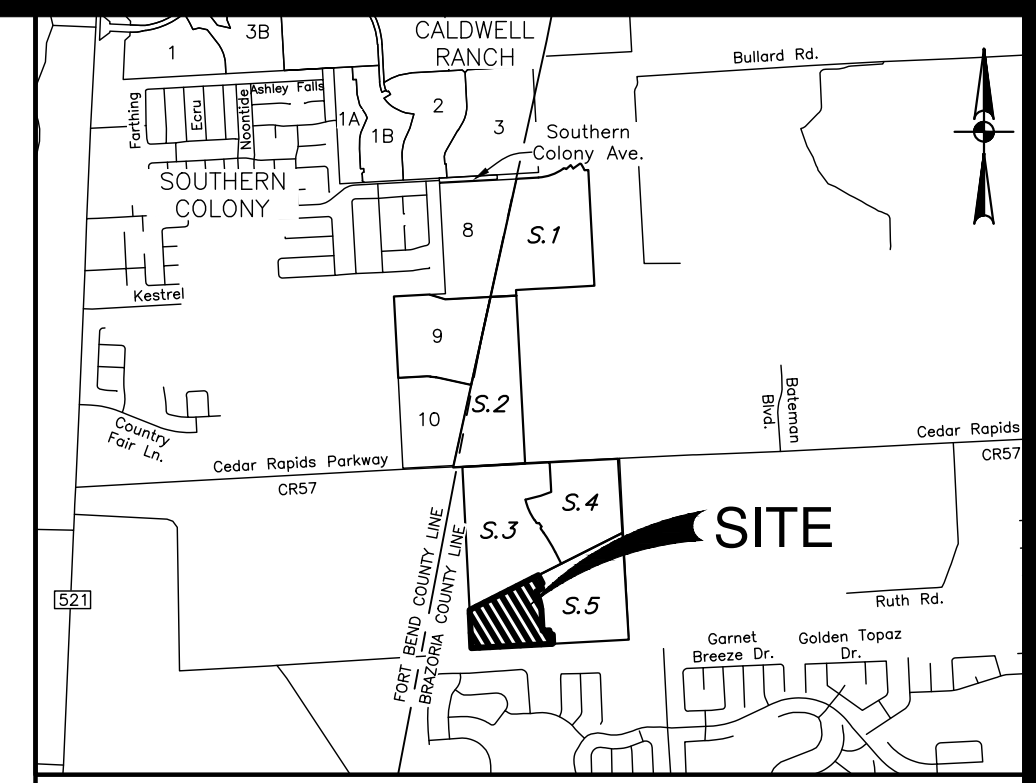 CALDWELL
RANCH
3B
1
Bullard Rd.
Ashley Falls
Farthing
Ecru
Noontide
1A
1B
2
3
Southern
Colony Ave.
SOUTHERN
COLONY
8
S.1
Kestrel
9
10
S.2
Country
Fair Ln.
Bateman
Blvd.
Cedar Rapids Parkway
CR57
Cedar Rapids
CR57
S.3
S.4
SITE
S.5
521
FORT BEND COUNTY LINE
BRAZORIA COUNTY LINE
Ruth Rd.
Garnet
Breeze Dr.
Golden Topaz
Dr.